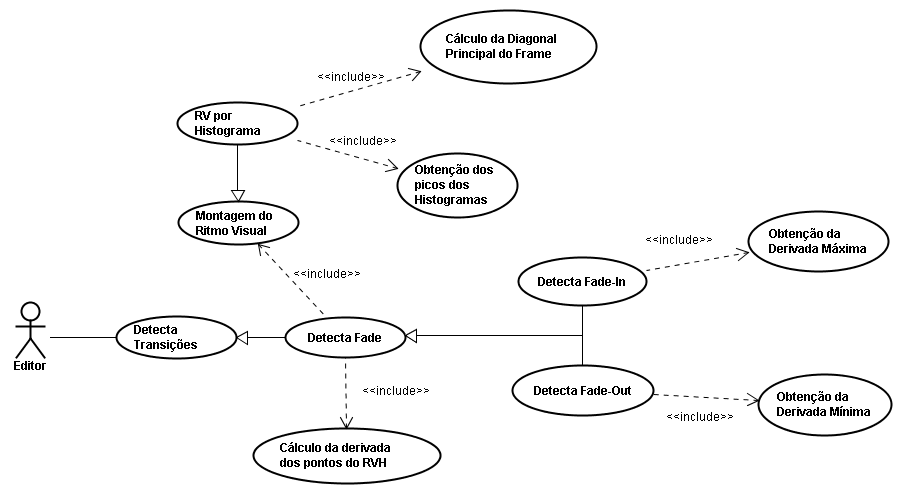 Cálculo da Diagonal
Principal do Frame
<<include>>
RV por
Histograma
<<include>>
Obtenção dos
picos dos
Histogramas
Montagem do
Ritmo Visual
<<include>>
Obtenção da
Derivada Máxima
<<include>>
Detecta Fade-In
Editor
Detecta
Transições
Detecta Fade
<<include>>
Detecta Fade-Out
<<include>>
Obtenção da
Derivada Mínima
Cálculo da derivada
dos pontos do RVH